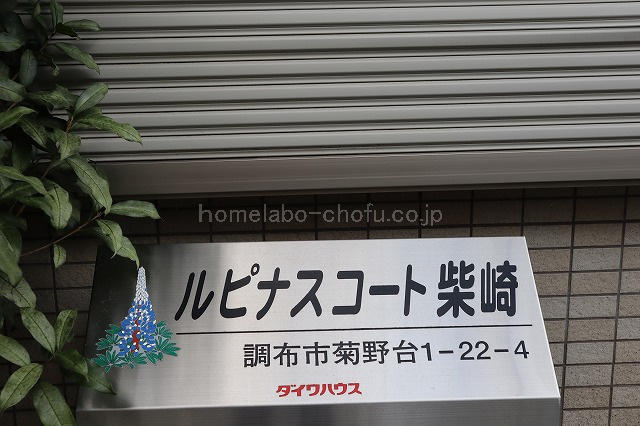 homelabo-chofu.co.jp
ルピナスコート柴崎
調布市菊野台1-22-4
ダイワハウス